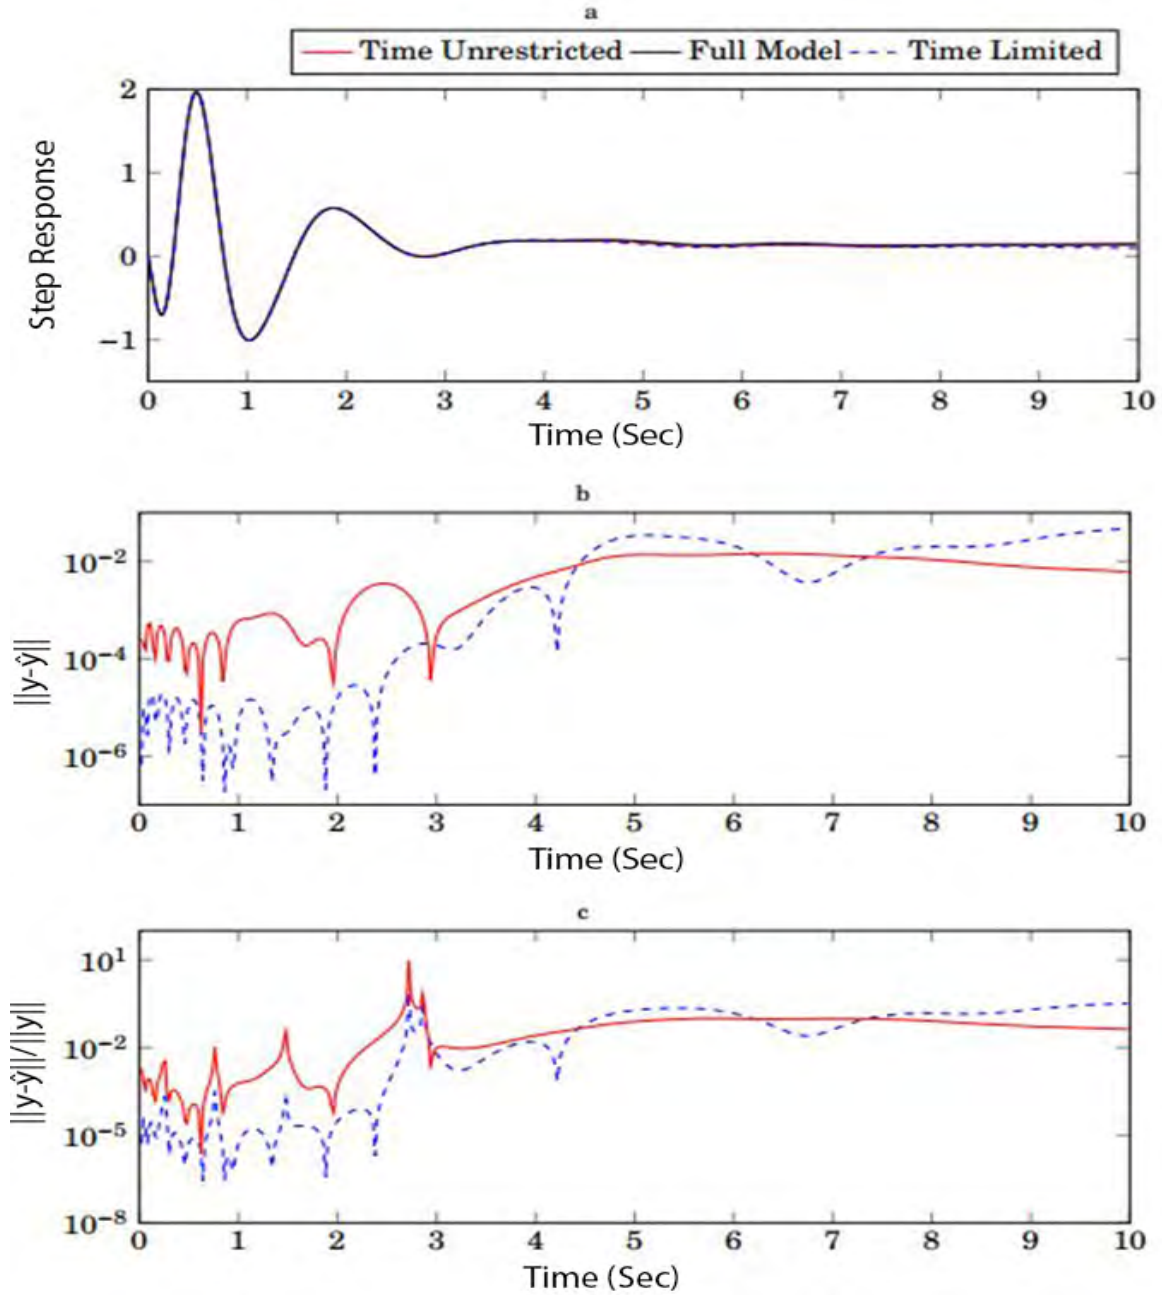 a
Time Unrestricted Full Model Time Limited
2
1
0
−1
Step Response
0 1 2 3 4 5 6 7 8 9 10
Time (Sec)
b
10⁻²
10⁻⁴
10⁻⁶
||y-ŷ||
0 1 2 3 4 5 6 7 8 9 10
Time (Sec)
c
10¹
10⁻²
10⁻⁵
10⁻⁸
||y-ŷ||/||y||
0 1 2 3 4 5 6 7 8 9 10
Time (Sec)